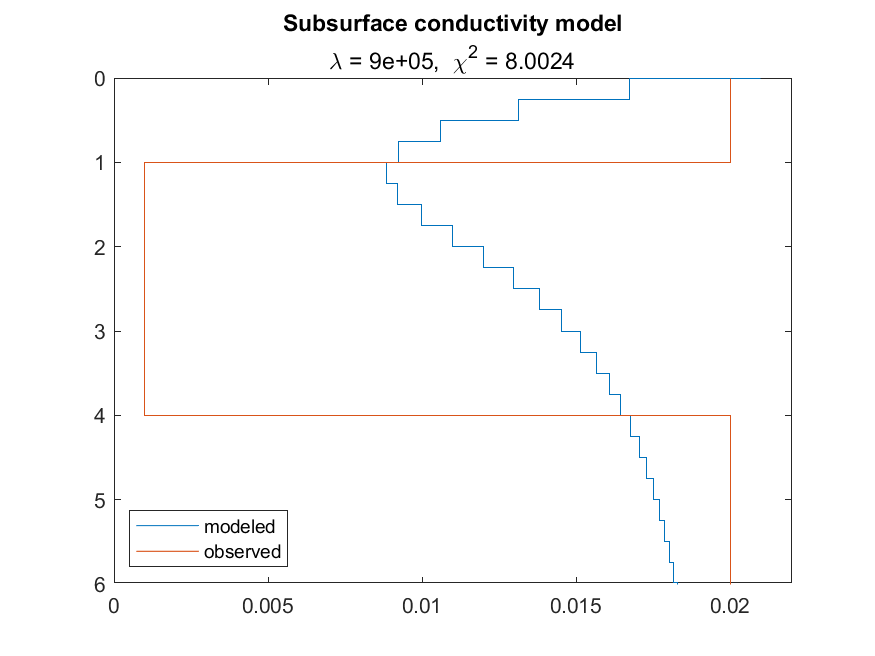 Subsurface conductivity model
λ = 9e+05, χ² = 8.0024
0
1
2
3
4
5
6
modeled
observed
0 0.005 0.01 0.015 0.02